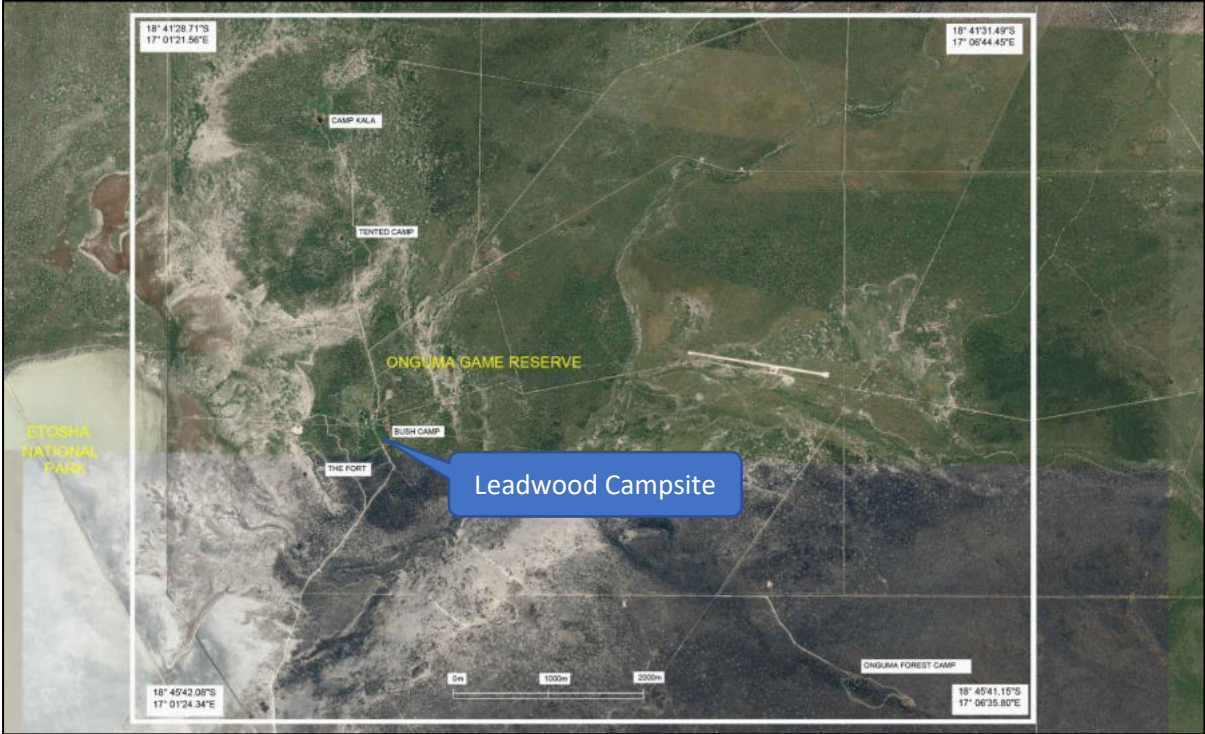 18° 41'28.71"S
17° 01'21.56"E
18° 41'31.49"S
17° 06'44.45"E
CAMP KALA
TENTED CAMP
ONGUMA GAME RESERVE
ETOSHA
NATIONAL
PARK
BUSH CAMP
THE FORT
Leadwood Campsite
ONGUMA FOREST CAMP
0m
1000m
2000m
18° 45'42.08"S
17° 01'24.34"E
18° 45'41.15"S
17° 06'35.80"E